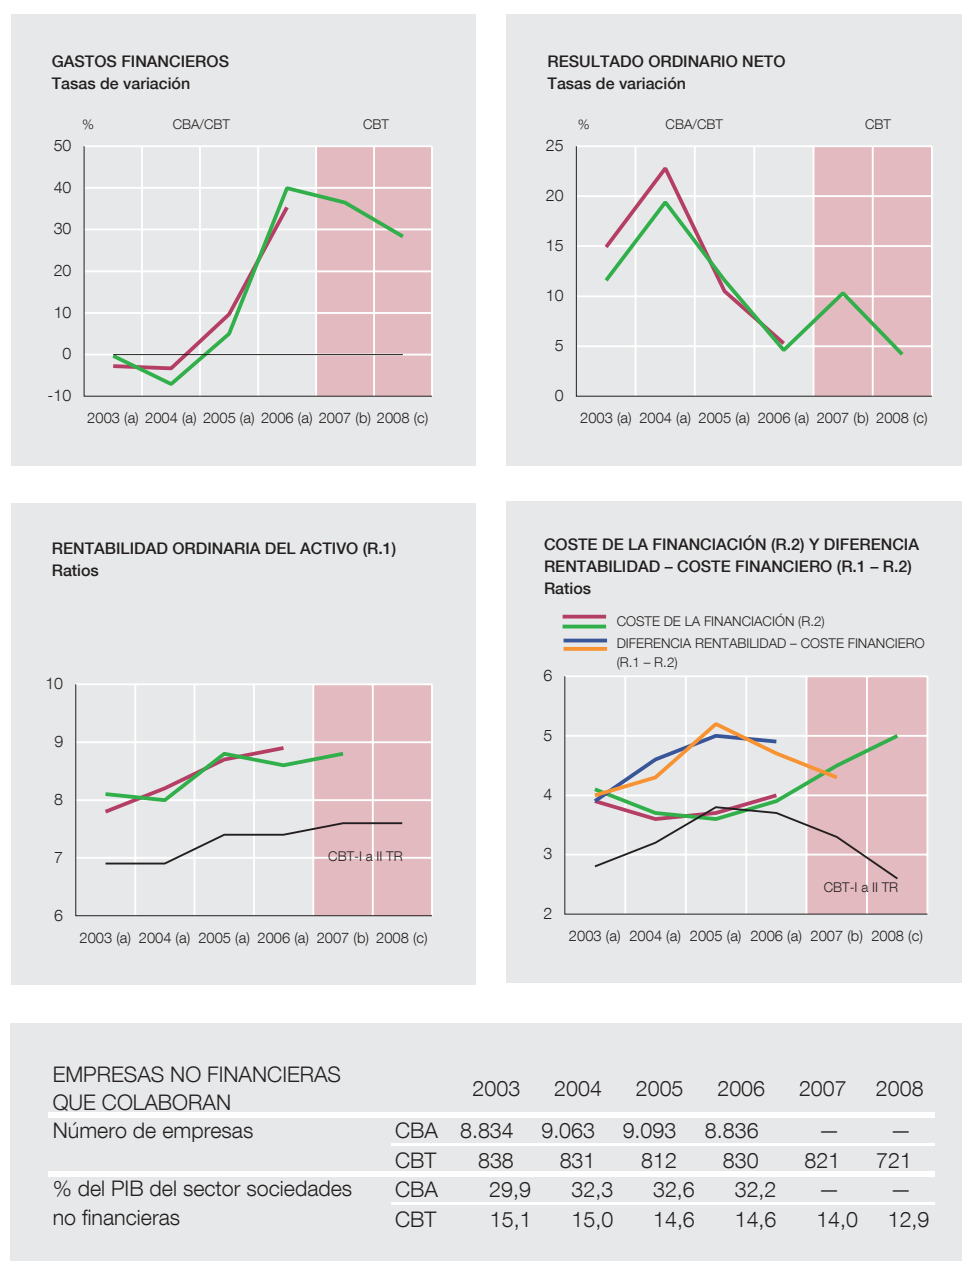 GASTOS FINANCIEROS
Tasas de variación
% CBA/CBT CBT
50
40
30
20
10
0
-10
2003 (a) 2004 (a) 2005 (a) 2006 (a) 2007 (b) 2008 (c)
RESULTADO ORDINARIO NETO
Tasas de variación
% CBA/CBT CBT
25
20
15
10
5
0
2003 (a) 2004 (a) 2005 (a) 2006 (a) 2007 (b) 2008 (c)
RENTABILIDAD ORDINARIA DEL ACTIVO (R.1)
Ratios
10
9
8
7
6
CBT-I a II TR
2003 (a) 2004 (a) 2005 (a) 2006 (a) 2007 (b) 2008 (c)
COSTE DE LA FINANCIACIÓN (R.2) Y DIFERENCIA
RENTABILIDAD – COSTE FINANCIERO (R.1 – R.2)
Ratios
COSTE DE LA FINANCIACIÓN (R.2)
DIFERENCIA RENTABILIDAD – COSTE FINANCIERO
(R.1 – R.2)
6
5
4
3
2
CBT-I a II TR
2003 (a) 2004 (a) 2005 (a) 2006 (a) 2007 (b) 2008 (c)
EMPRESAS NO FINANCIERAS
QUE COLABORAN
2003 2004 2005 2006 2007 2008
Número de empresas CBA 8.834 9.063 9.093 8.836 — —
CBT 838 831 812 830 821 721
% del PIB del sector sociedades CBA 29,9 32,3 32,6 32,2 — —
no financieras CBT 15,1 15,0 14,6 14,6 14,0 12,9